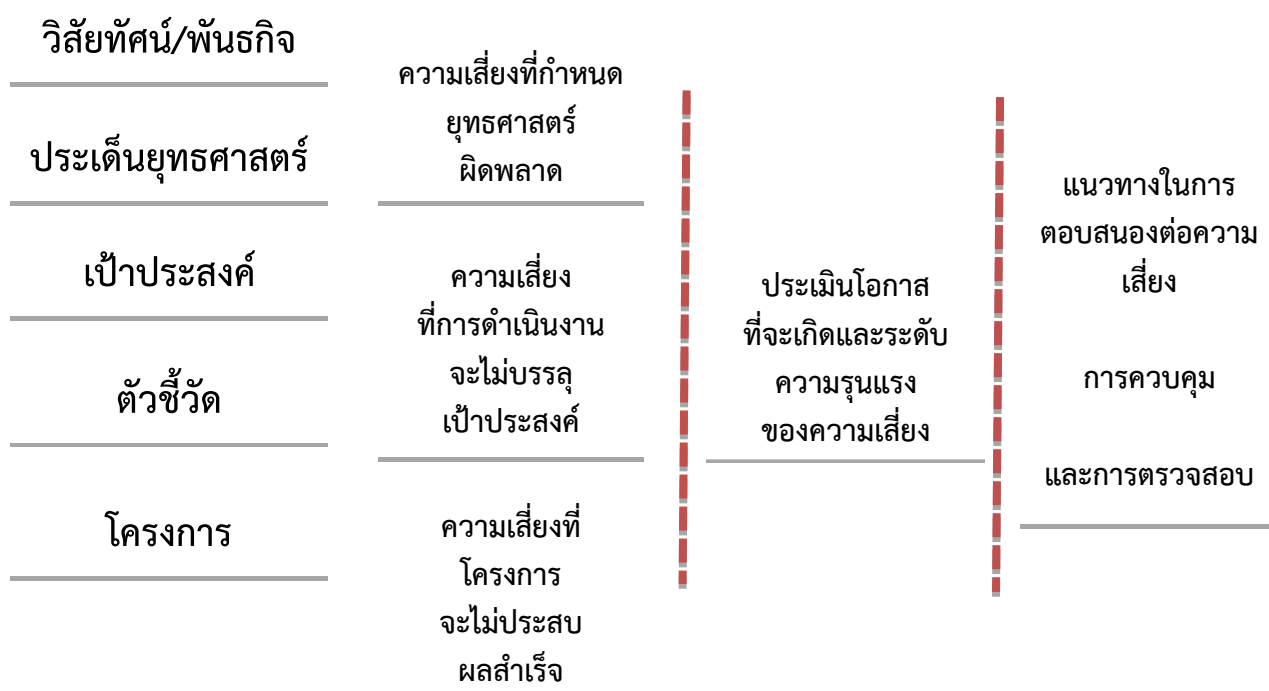 วิสัยทัศน์/พันธกิจ
ประเด็นยุทธศาสตร์
เป้าประสงค์
ตัวชี้วัด
โครงการ
ความเสี่ยงที่กำหนด
ยุทธศาสตร์
ผิดพลาด
ความเสี่ยง
ที่การดำเนินงาน
จะไม่บรรลุ
เป้าประสงค์
ความเสี่ยงที่
โครงการ
จะไม่ประสบ
ผลสำเร็จ
ประเมินโอกาส
ที่จะเกิดและระดับ
ความรุนแรง
ของความเสี่ยง
แนวทางในการ
ตอบสนองต่อความ
เสี่ยง
การควบคุม
และการตรวจสอบ